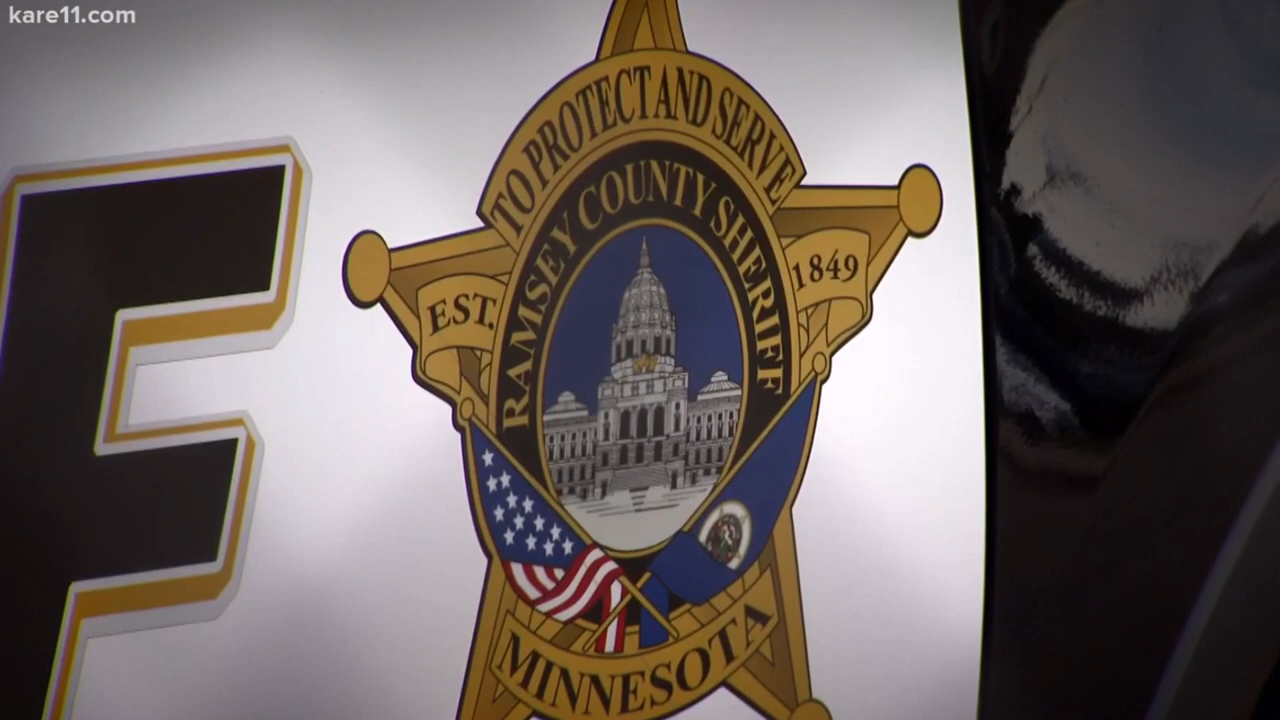 kare11.com
TO PROTECT AND SERVE
RAMSEY COUNTY SHERIFF
EST. 1849
MINNESOTA
F